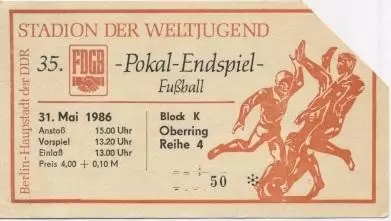 STADION DER WELTJUGEND
Berlin-Hauptstadt der DDR
35. FDGB -Pokal-Endspiel-
Fußball
31. Mai 1986
Anstoß 15.00 Uhr
Vorspiel 13.20 Uhr
Einlaß 13.00 Uhr
Preis 4,00 + 0,10 M
Block K
Oberring
Reihe 4
50 *